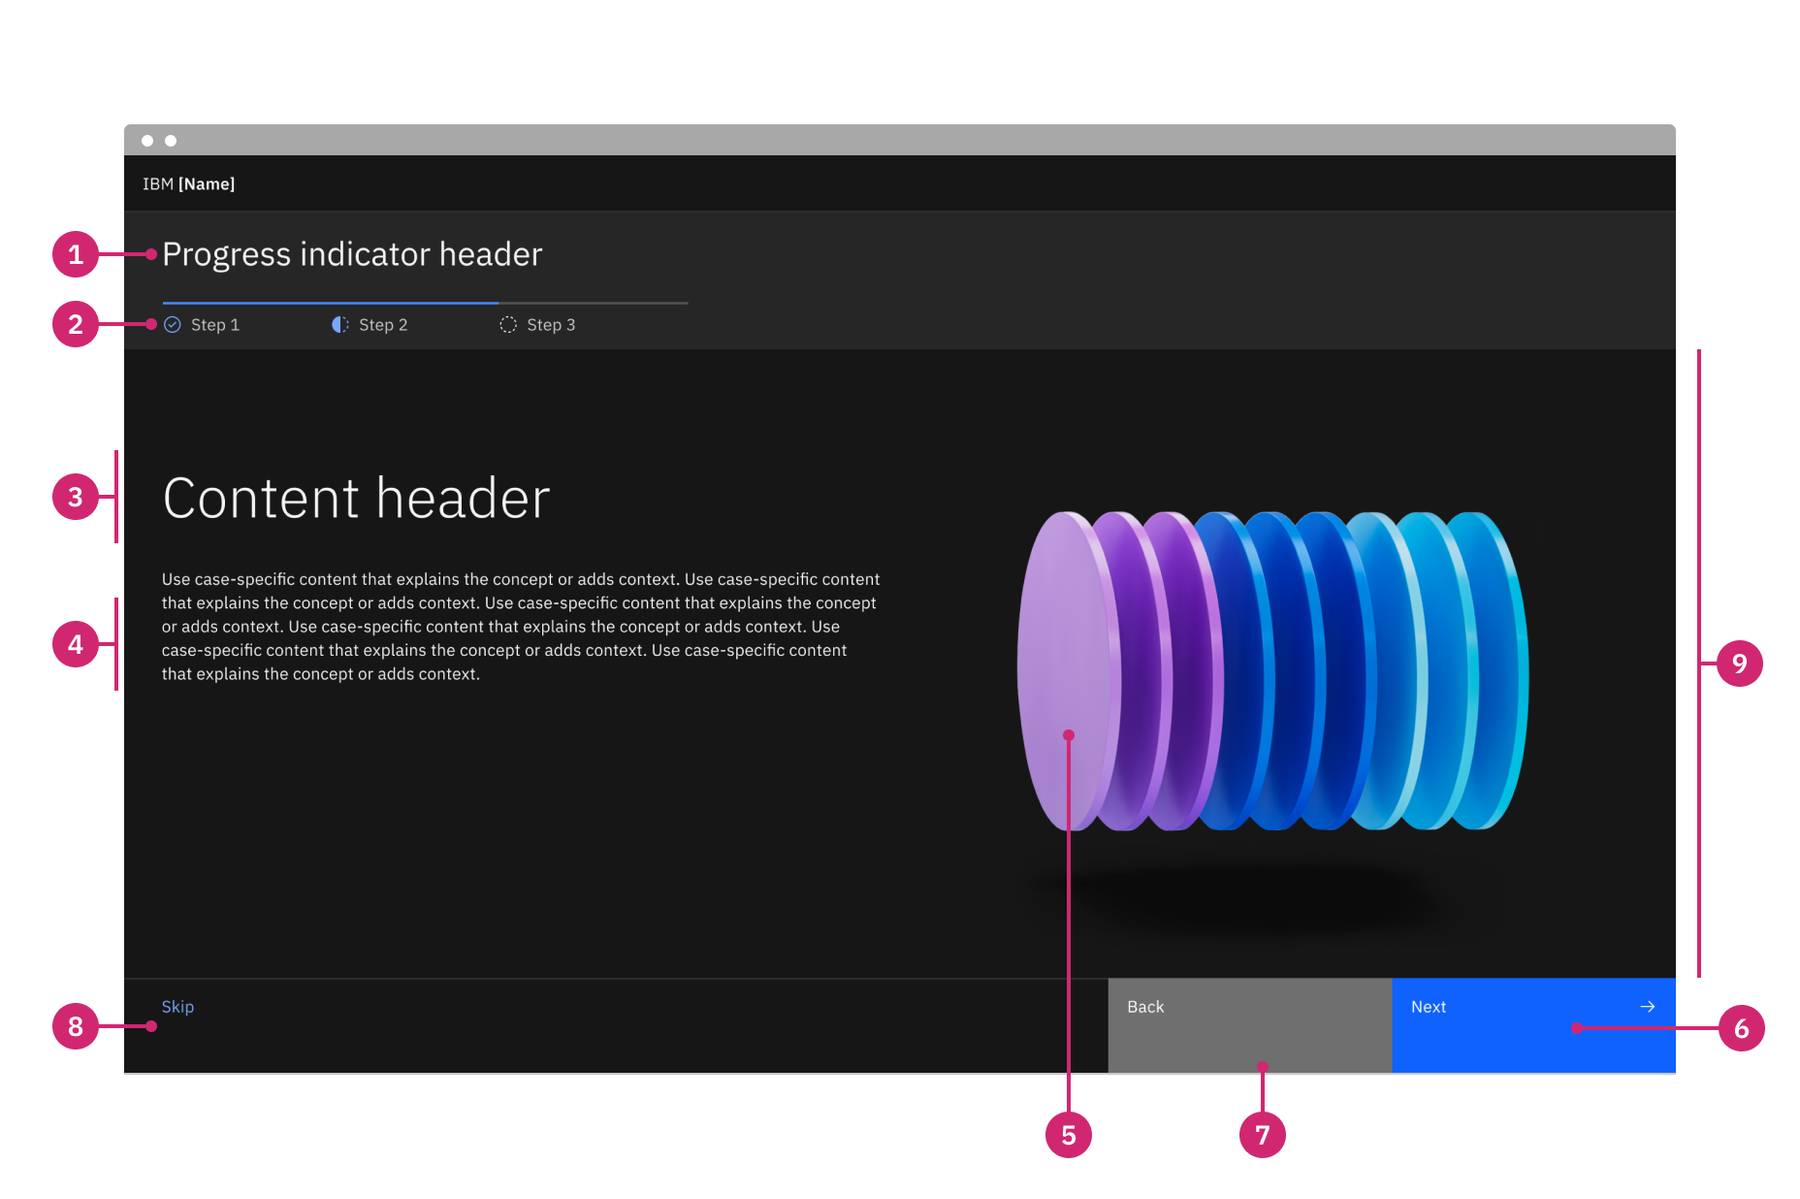 IBM [Name]
1
Progress indicator header
2
Step 1
Step 2
Step 3
3
Content header
Use case-specific content that explains the concept or adds context. Use case-specific content
that explains the concept or adds context. Use case-specific content that explains the concept
or adds context. Use case-specific content that explains the concept or adds context. Use
case-specific content that explains the concept or adds context. Use case-specific content
that explains the concept or adds context.
4
9
8
Skip
Back
Next
6
5
7